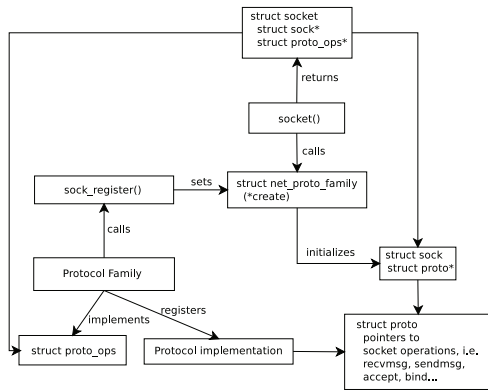 struct socket
struct sock*
struct proto_ops*
returns
socket()
calls
sock_register()
sets
struct net_proto_family
(*create)
calls
initializes
struct sock
struct proto*
Protocol Family
implements
registers
struct proto_ops
Protocol implementation
struct proto
pointers to
socket operations, i.e.
recvmsg, sendmsg,
accept, bind...